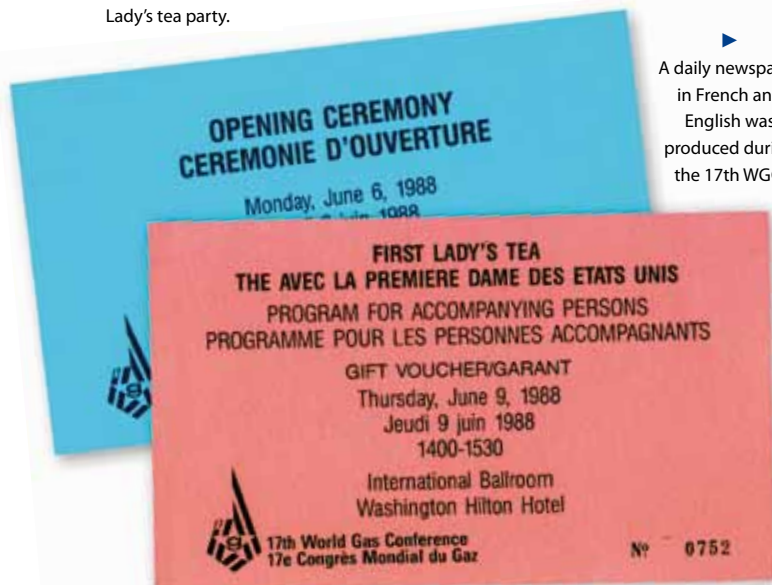 Lady's tea party.
A daily newspa
in French an
English was
produced duri
the 17th WG
OPENING CEREMONY
CEREMONIE D'OUVERTURE
Monday, June 6, 1988
juin 1988
FIRST LADY'S TEA
THE AVEC LA PREMIERE DAME DES ETATS UNIS
PROGRAM FOR ACCOMPANYING PERSONS
PROGRAMME POUR LES PERSONNES ACCOMPAGNANTS
GIFT VOUCHER/GARANT
Thursday, June 9, 1988
Jeudi 9 juin 1988
1400-1530
International Ballroom
Washington Hilton Hotel
17th World Gas Conference
17e Congrès Mondial du Gaz
Nº 0752